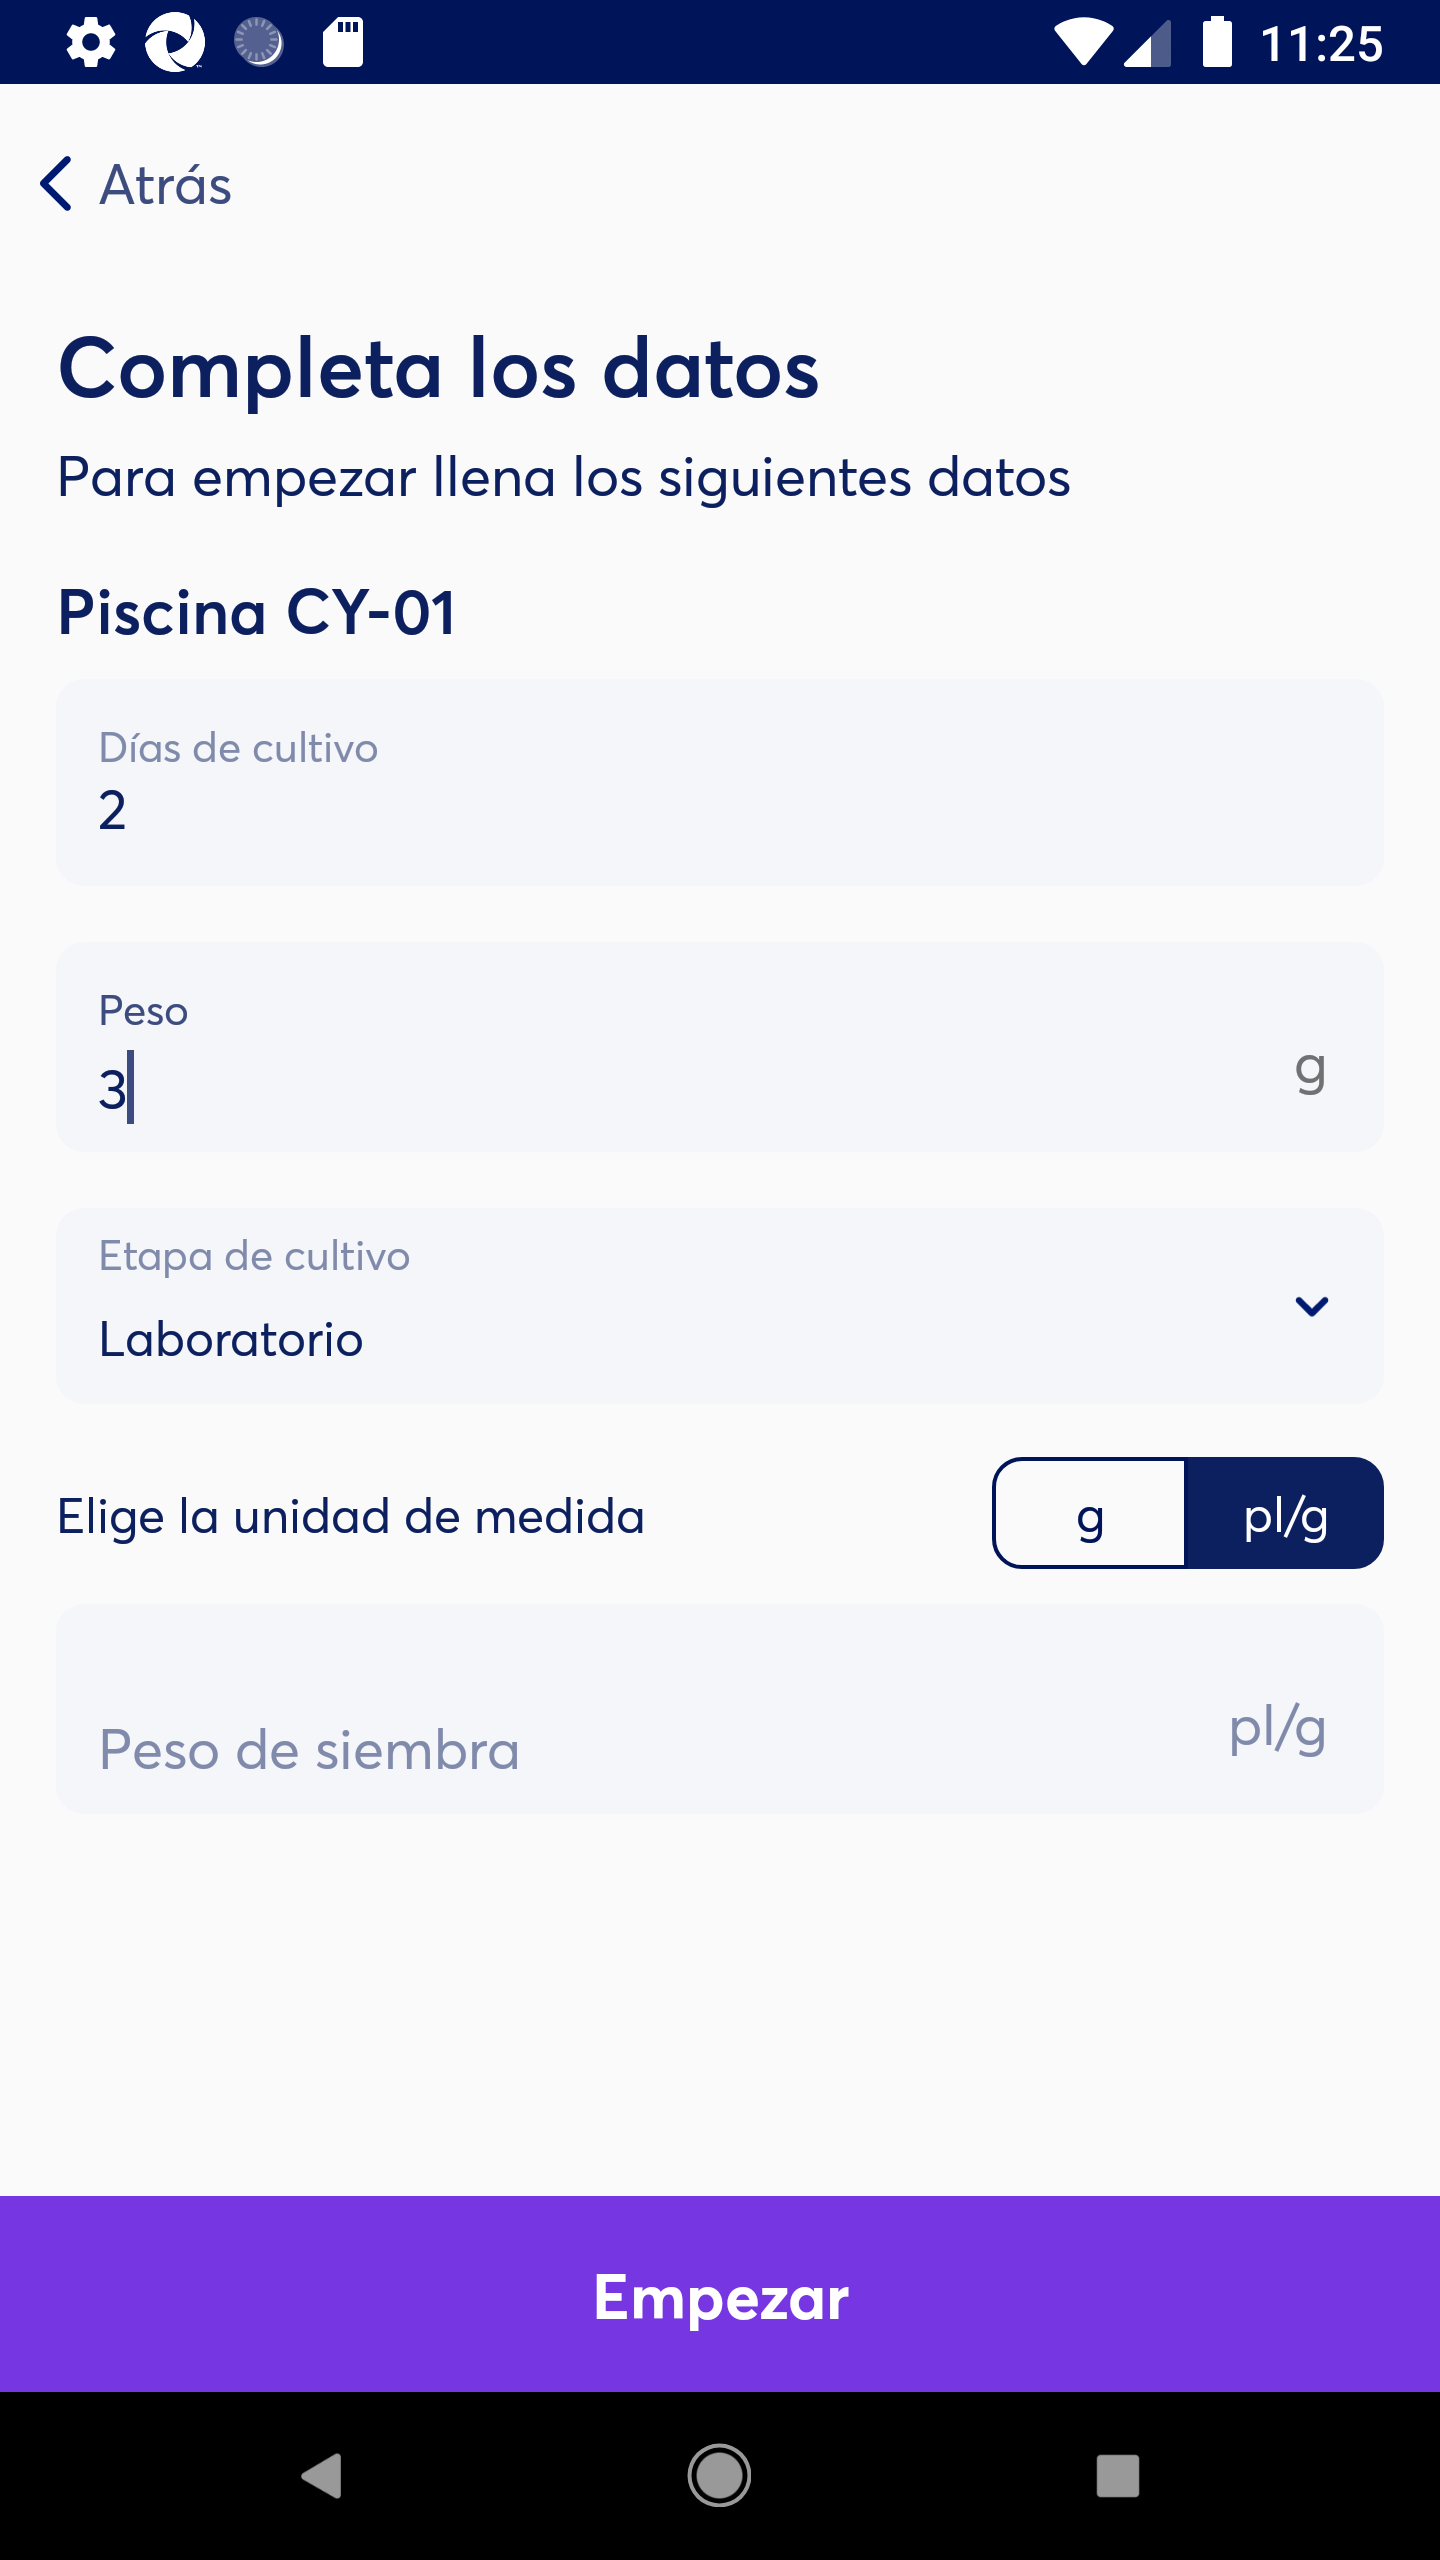 11:25
Atrás
Completa los datos
Para empezar llena los siguientes datos
Piscina CY-01
Días de cultivo
2
Peso
3
g
Etapa de cultivo
Laboratorio
Elige la unidad de medida
g
pl/g
Peso de siembra
pl/g
Empezar